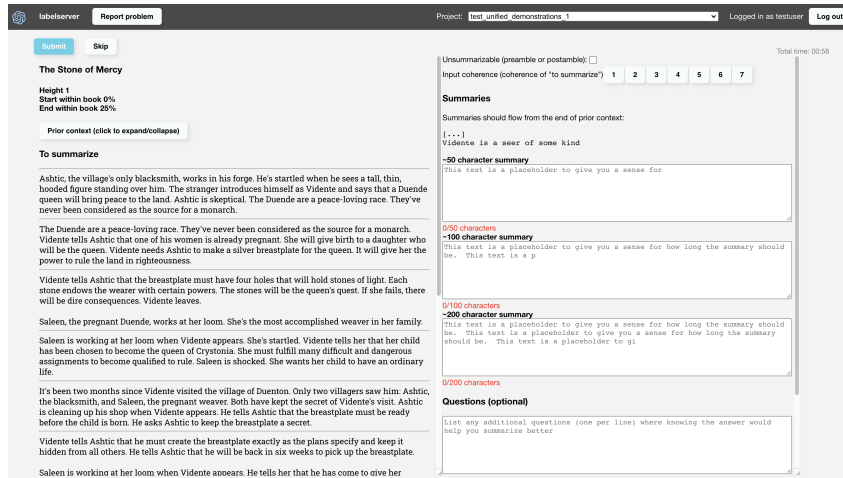 labelserver
Report problem
Project:
test_unified_demonstrations_1
Logged in as testuser
Log out
Submit
Skip
Total time: 00:58
The Stone of Mercy
Height 1
Start within book 0%
End within book 25%
Prior context (click to expand/collapse)
To summarize
Ashtic, the village's only blacksmith, works in his forge. He's startled when he sees a tall, thin,
hooded figure standing over him. The stranger introduces himself as Vidente and says that a Duende
queen will bring peace to the land. Ashtic is skeptical. The Duende are a peace-loving race. They've
never been considered as the source for a monarch.
The Duende are a peace-loving race. They've never been considered as the source for a monarch.
Vidente tells Ashtic that one of his women is already pregnant. She will give birth to a daughter who
will be the queen. Vidente needs Ashtic to make a silver breastplate for the queen. It will give her the
power to rule the land in righteousness.
Vidente tells Ashtic that the breastplate must have four holes that will hold stones of light. Each
stone endows the wearer with certain powers. The stones will be the queen's quest. If she fails, there
will be dire consequences. Vidente leaves.
Saleen, the pregnant Duende, works at her loom. She's the most accomplished weaver in her family.
Saleen is working at her loom when Vidente appears. She's startled. Vidente tells her that her child
has been chosen to become the queen of Crystonia. She must fulfill many difficult and dangerous
assignments to become qualified to rule. Saleen is shocked. She wants her child to have an ordinary
life.
It's been two months since Vidente visited the village of Duenton. Only two villagers saw him: Ashtic,
the blacksmith, and Saleen, the pregnant weaver. Both have kept the secret of Vidente's visit. Ashtic
is cleaning up his shop when Vidente appears. He tells Ashtic that the breastplate must be ready
before the child is born. He asks Ashtic to keep the breastplate a secret.
Vidente tells Ashtic that he must create the breastplate exactly as the plans specify and keep it
hidden from all others. He tells Ashtic that he will be back in six weeks to pick up the breastplate.
Saleen is working at her loom when Vidente appears. He tells her that he has come to give her
Unsummarizable (preamble or postamble):
Input coherence (coherence of "to summarize")
1 2 3 4 5 6 7
Summaries
Summaries should flow from the end of prior context:
[...]
Vidente is a seer of some kind
~50 character summary
This text is a placeholder to give you a sense for
0/50 characters
~100 character summary
This text is a placeholder to give you a sense for how long the summary should
be. This text is a p
0/100 characters
~200 character summary
This text is a placeholder to give you a sense for how long the summary should
be. This text is a placeholder to give you a sense for how long the summary
should be. This text is a placeholder to gi
0/200 characters
Questions (optional)
List any additional questions (one per line) where knowing the answer would
help you summarize better